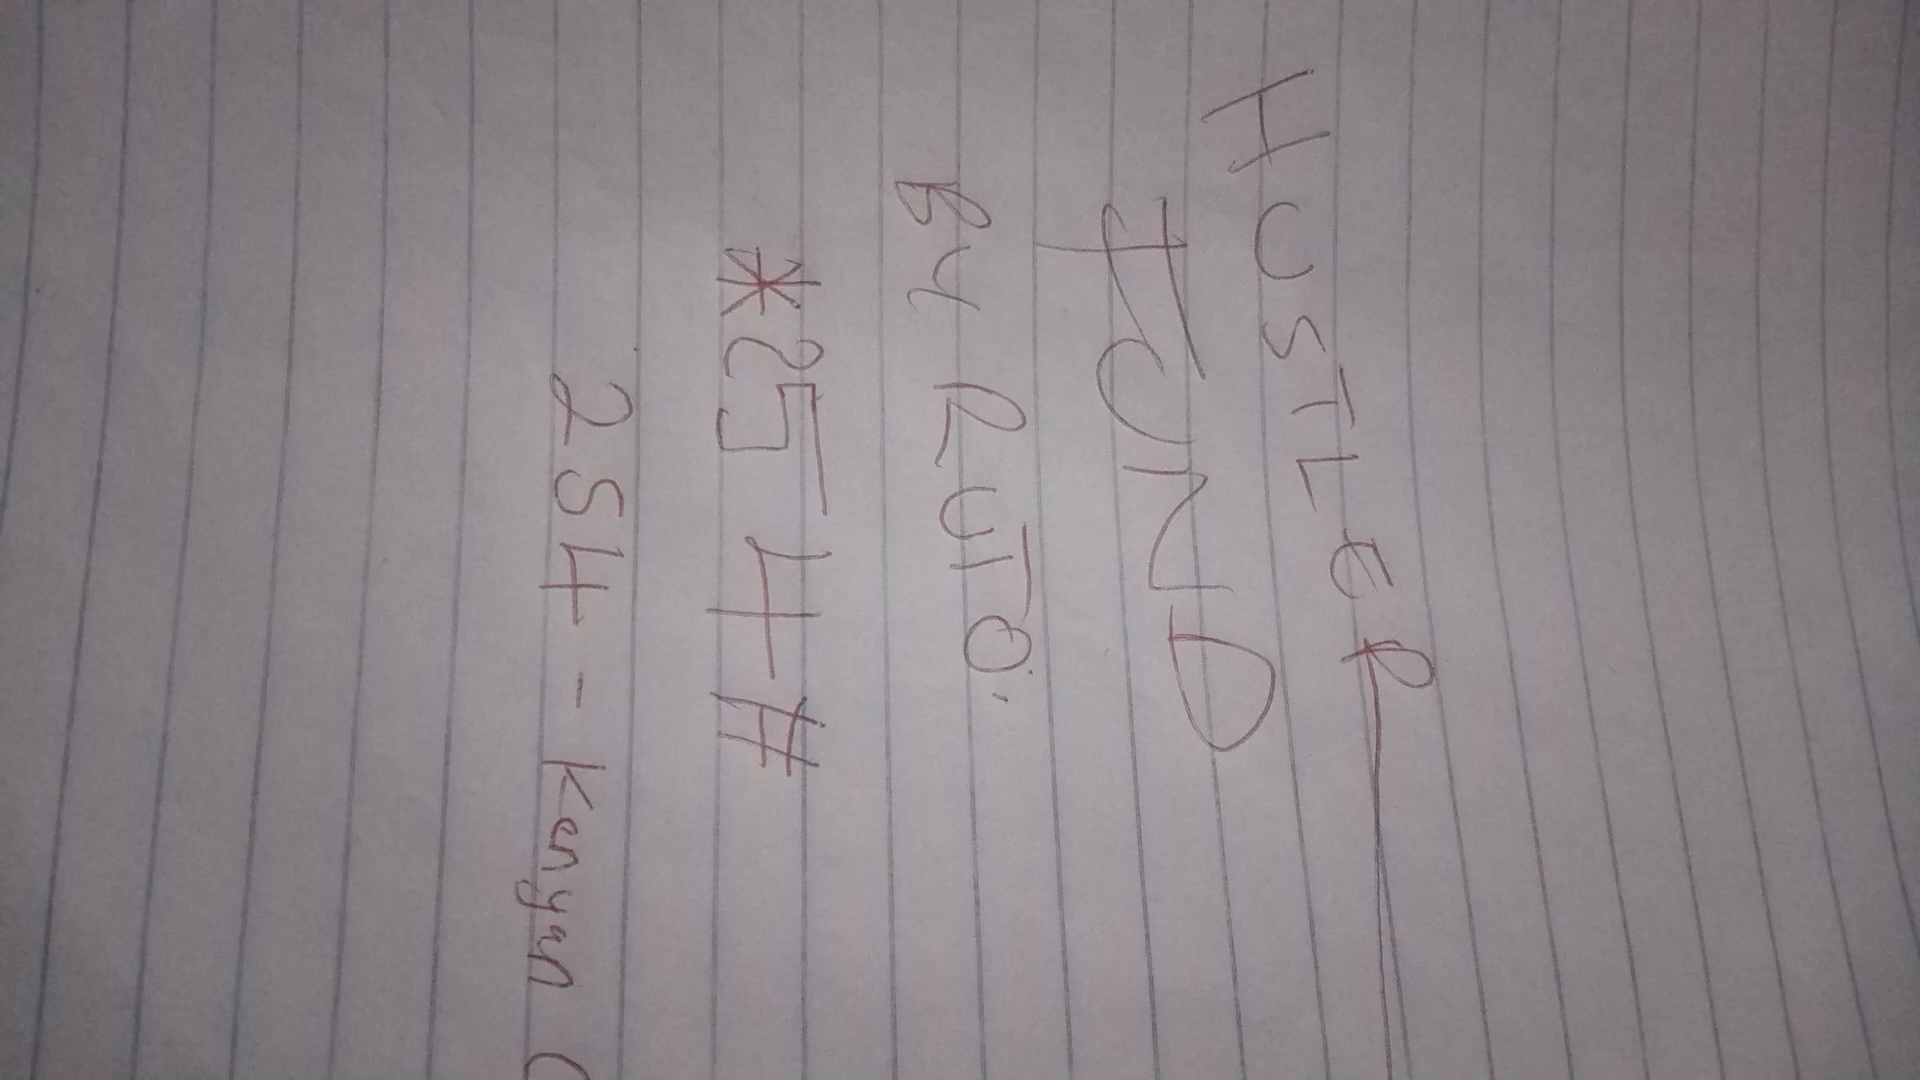 HUSTLER
FUND
By RUTO.
*254#
254 - Kenyan